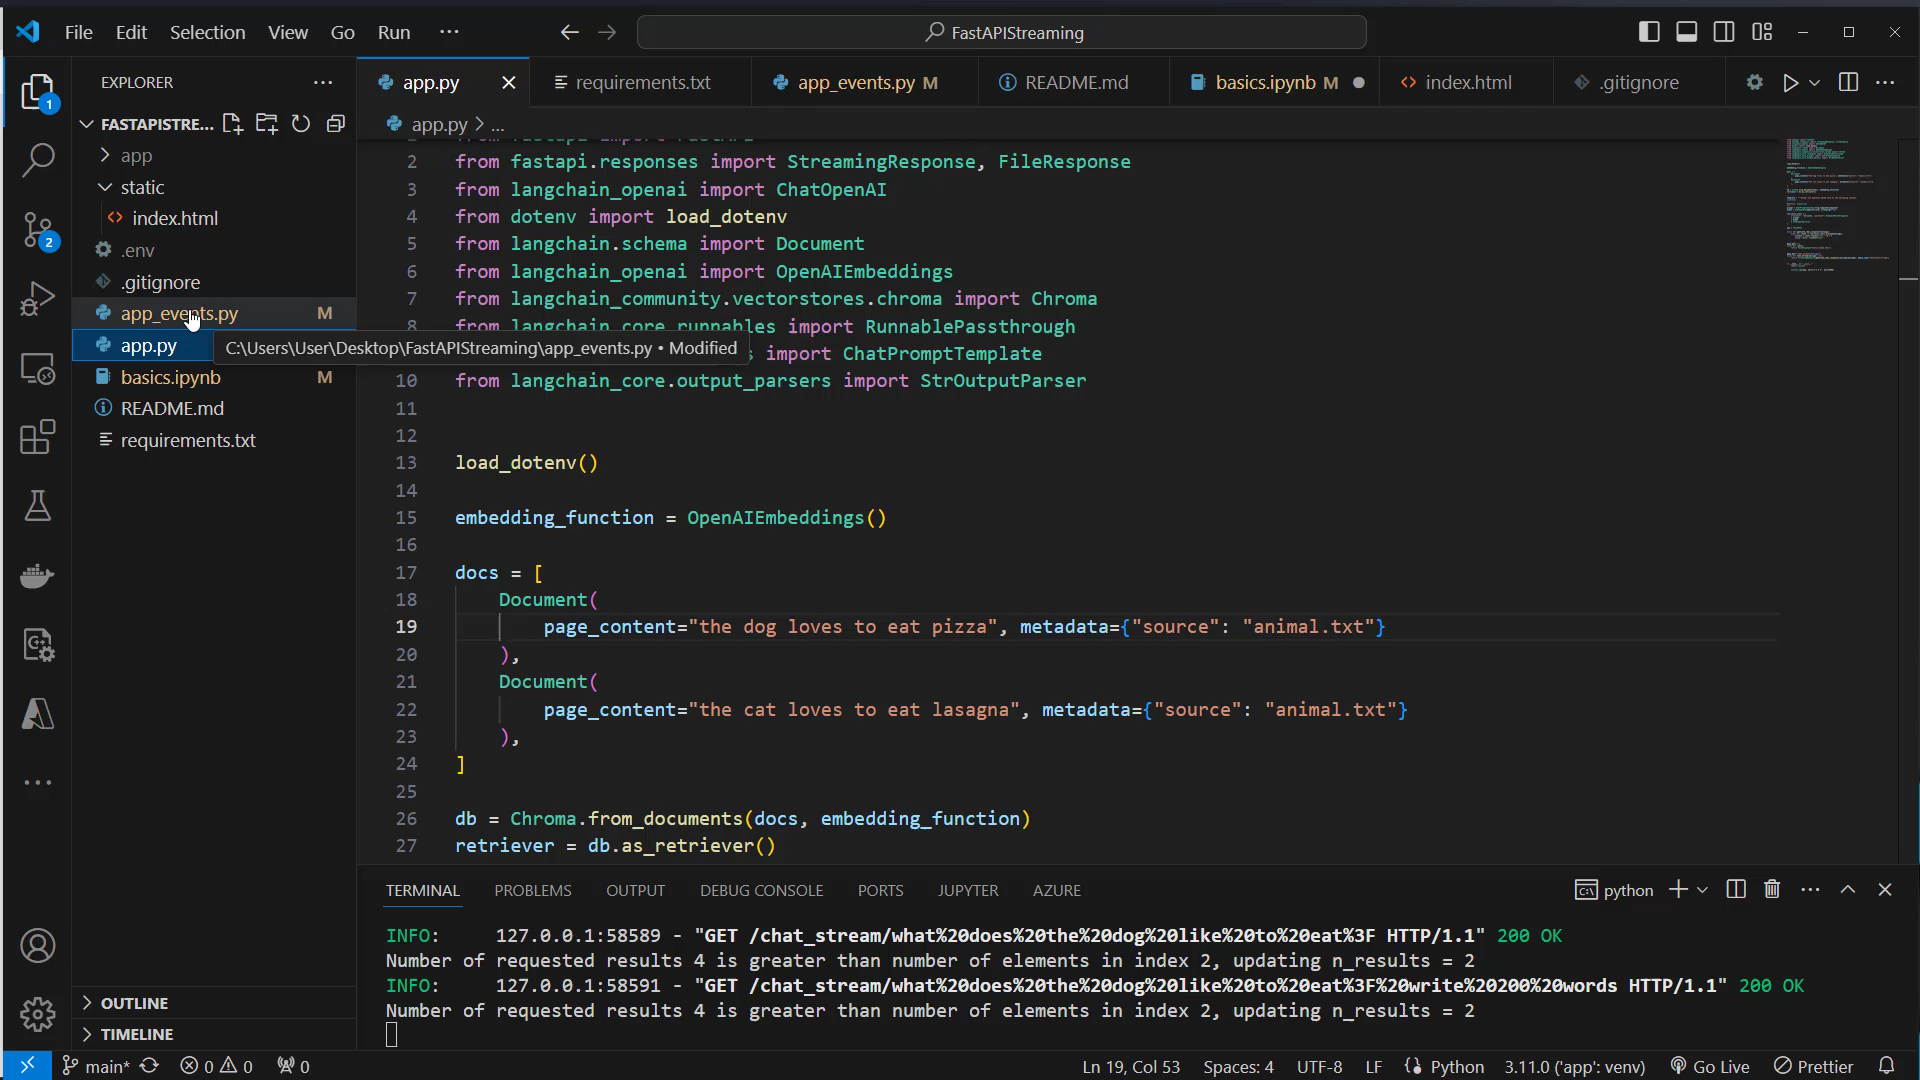 File Edit Selection View Go Run ···
FastAPIStreaming
EXPLORER
FASTAPISTRE...
app
static
index.html
.env
.gitignore
app_events.py M
app.py
basics.ipynb M
README.md
requirements.txt
OUTLINE
TIMELINE
1
2
app.py
requirements.txt
app_events.py M
README.md
basics.ipynb M
index.html
.gitignore
app.py > ...
2 from fastapi.responses import StreamingResponse, FileResponse
3 from langchain_openai import ChatOpenAI
4 from dotenv import load_dotenv
5 from langchain.schema import Document
6 from langchain_openai import OpenAIEmbeddings
7 from langchain_community.vectorstores.chroma import Chroma
8 from langchain_core.runnables import RunnablePassthrough
C:\Users\User\Desktop\FastAPIStreaming\app_events.py • Modified
import ChatPromptTemplate
10 from langchain_core.output_parsers import StrOutputParser
11
12
13 load_dotenv()
14
15 embedding_function = OpenAIEmbeddings()
16
17 docs = [
18 Document(
19 page_content="the dog loves to eat pizza", metadata={"source": "animal.txt"}
20 ),
21 Document(
22 page_content="the cat loves to eat lasagna", metadata={"source": "animal.txt"}
23 ),
24 ]
25
26 db = Chroma.from_documents(docs, embedding_function)
27 retriever = db.as_retriever()
TERMINAL PROBLEMS OUTPUT DEBUG CONSOLE PORTS JUPYTER AZURE
python
INFO: 127.0.0.1:58589 - "GET /chat_stream/what%20does%20the%20dog%20like%20to%20eat%3F HTTP/1.1" 200 OK
Number of requested results 4 is greater than number of elements in index 2, updating n_results = 2
INFO: 127.0.0.1:58591 - "GET /chat_stream/what%20does%20the%20dog%20like%20to%20eat%3F%20write%20200%20words HTTP/1.1" 200 OK
Number of requested results 4 is greater than number of elements in index 2, updating n_results = 2
main* 0 0 0 Ln 19, Col 53 Spaces: 4 UTF-8 LF Python 3.11.0 ('app': venv) Go Live Prettier